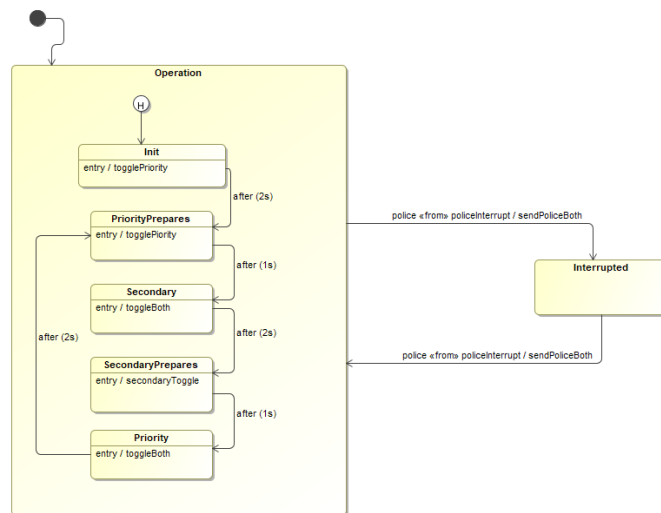 Operation
H
Init
entry / togglePriority
after (2s)
PriorityPrepares
entry / togglePiority
after (1s)
Secondary
entry / toggleBoth
after (2s)
after (2s)
SecondaryPrepares
entry / secondaryToggle
after (1s)
Priority
entry / toggleBoth
police «from» policeInterrupt / sendPoliceBoth
Interrupted
police «from» policeInterrupt / sendPoliceBoth